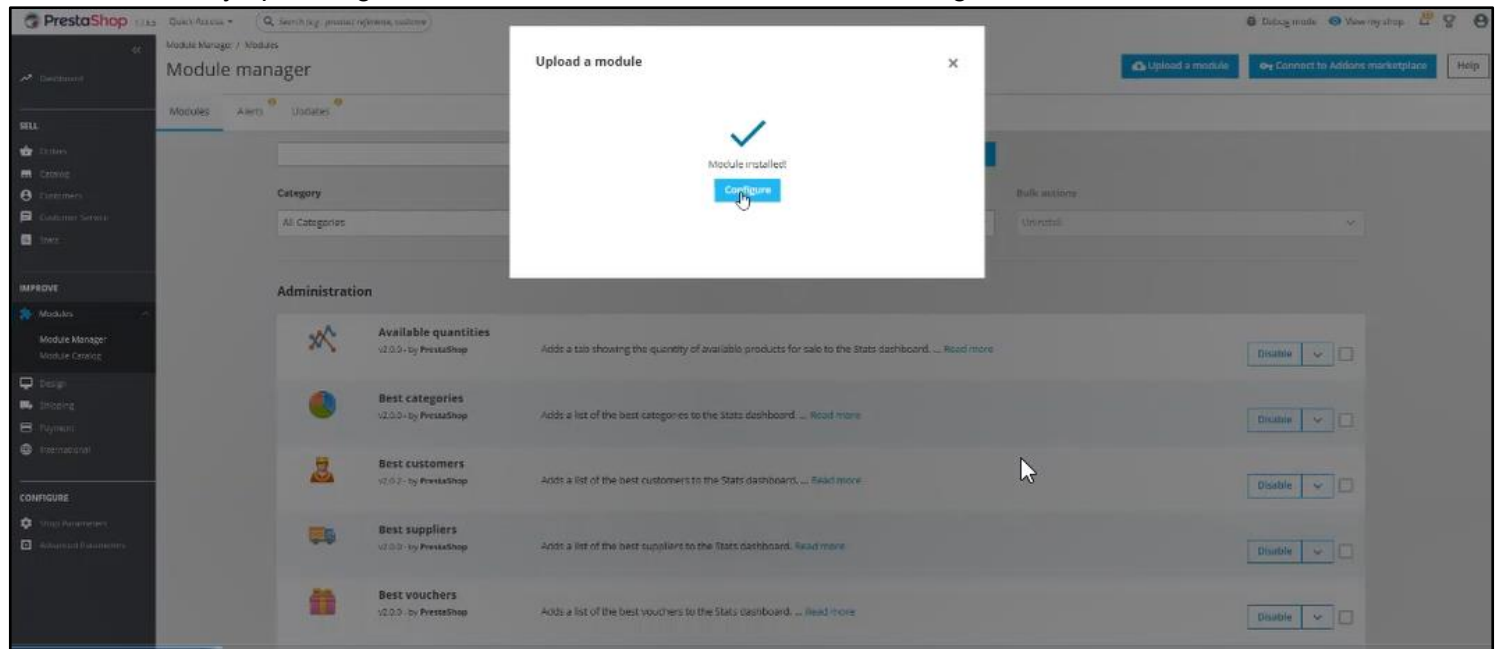 PrestaShop
Quick Access
Debug mode
View my shop
Module Manager / Modules
Module manager
Upload a module
Connect to Addons marketplace
Help
Modules
Alerts
Updates
Upload a module
×
Module installed!
Configure
Dashboard
SELL
Orders
Catalog
Customers
Customer Service
Stats
IMPROVE
Modules
Module Manager
Module Catalog
Design
Shipping
Payment
International
CONFIGURE
Shop Parameters
Advanced Parameters
Category
All Categories
Bulk actions
Uninstall
Administration
Available quantities
by PrestaShop
Adds a tab showing the quantity of available products for sale to the Stats dashboard. ... Read more
Disable
Best categories
by PrestaShop
Adds a list of the best categories to the Stats dashboard. ... Read more
Disable
Best customers
by PrestaShop
Adds a list of the best customers to the Stats dashboard. ... Read more
Disable
Best suppliers
by PrestaShop
Adds a list of the best suppliers to the Stats dashboard. Read more
Disable
Best vouchers
by PrestaShop
Adds a list of the best vouchers to the Stats dashboard. ... Read more
Disable